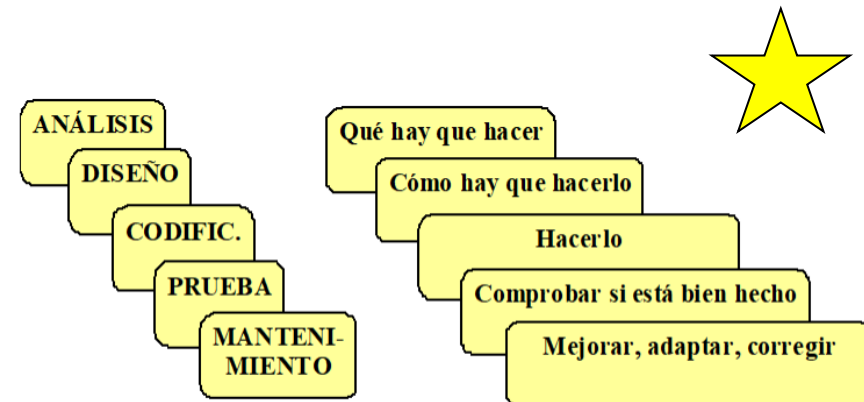 ANÁLISIS
DISEÑO
CODIFIC.
PRUEBA
MANTENI-
MIENTO
Qué hay que hacer
Cómo hay que hacerlo
Hacerlo
Comprobar si está bien hecho
Mejorar, adaptar, corregir